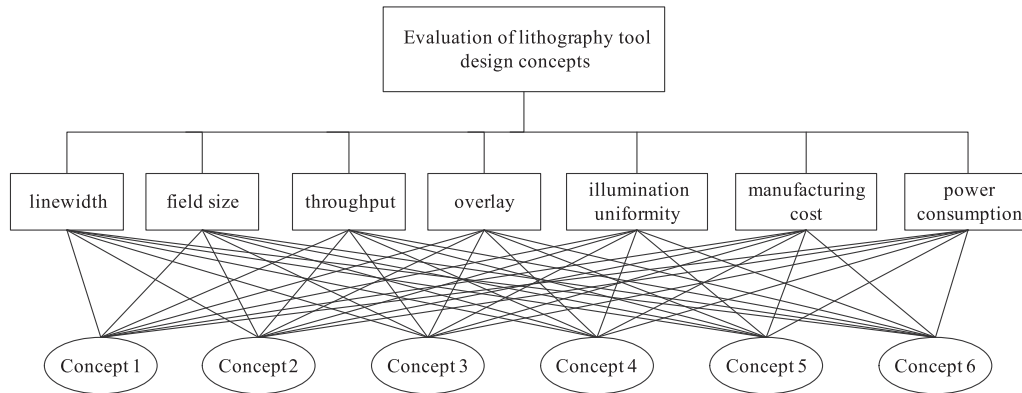 Evaluation of lithography tool
design concepts
linewidth
field size
throughput
overlay
illumination
uniformity
manufacturing
cost
power
consumption
Concept 1
Concept 2
Concept 3
Concept 4
Concept 5
Concept 6